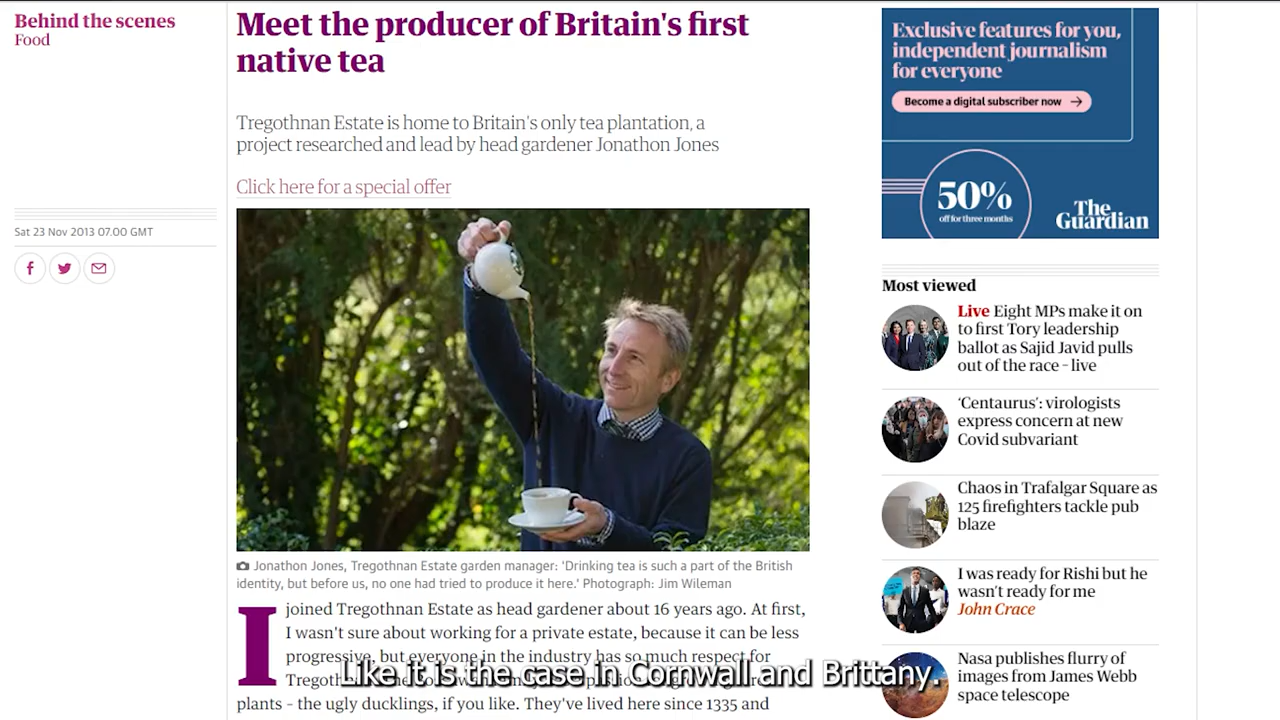 Behind the scenes
Food
Meet the producer of Britain's first
native tea
Tregothnan Estate is home to Britain's only tea plantation, a
project researched and lead by head gardener Jonathon Jones
Click here for a special offer
Sat 23 Nov 2013 07.00 GMT
Jonathon Jones, Tregothnan Estate garden manager: 'Drinking tea is such a part of the British
identity, but before us, no one had tried to produce it here.' Photograph: Jim Wileman
I joined Tregothnan Estate as head gardener about 16 years ago. At first,
I wasn't sure about working for a private estate, because it can be less
progressive, but everyone in the industry has so much respect for
plants – the ugly ducklings, if you like. They've lived here since 1335 and
Like it is the case in Cornwall and Brittany.
Exclusive features for you,
independent journalism
for everyone
Become a digital subscriber now →
50%
off for three months
The
Guardian
Most viewed
Live Eight MPs make it on
to first Tory leadership
ballot as Sajid Javid pulls
out of the race – live
'Centaurus': virologists
express concern at new
Covid subvariant
Chaos in Trafalgar Square as
125 firefighters tackle pub
blaze
I was ready for Rishi but he
wasn't ready for me
John Crace
Nasa publishes flurry of
images from James Webb
space telescope